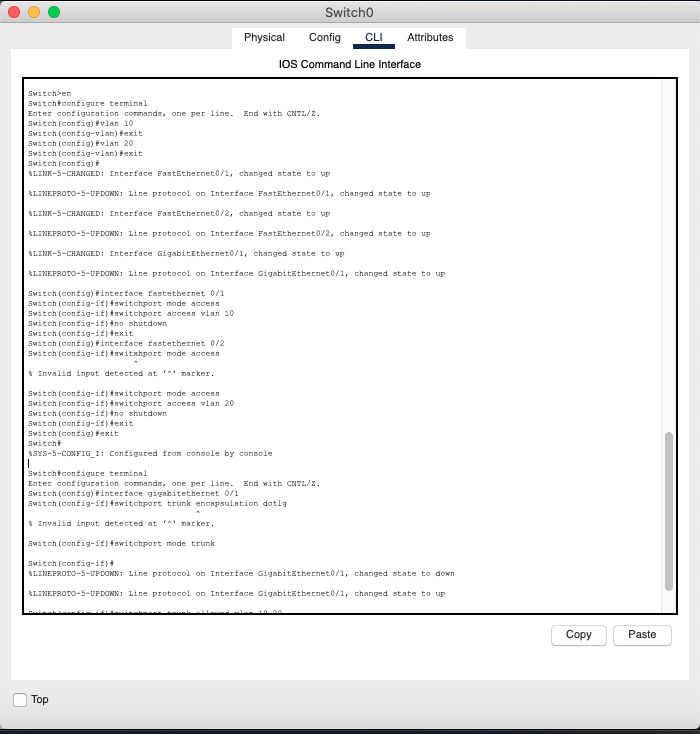 Switch0
Physical Config CLI Attributes
IOS Command Line Interface
Switch>en
Switch#configure terminal
Enter configuration commands, one per line. End with CNTL/Z.
Switch(config)#vlan 10
Switch(config-vlan)#exit
Switch(config)#vlan 20
Switch(config-vlan)#exit
Switch(config)#
%LINK-5-CHANGED: Interface FastEthernet0/1, changed state to up
%LINEPROTO-5-UPDOWN: Line protocol on Interface FastEthernet0/1, changed state to up
%LINK-5-CHANGED: Interface FastEthernet0/2, changed state to up
%LINEPROTO-5-UPDOWN: Line protocol on Interface FastEthernet0/2, changed state to up
%LINK-5-CHANGED: Interface GigabitEthernet0/1, changed state to up
%LINEPROTO-5-UPDOWN: Line protocol on Interface GigabitEthernet0/1, changed state to up
Switch(config)#interface fastethernet 0/1
Switch(config-if)#switchport mode access
Switch(config-if)#switchport access vlan 10
Switch(config-if)#no shutdown
Switch(config-if)#exit
Switch(config)#interface fastethernet 0/2
Switch(config-if)#switxhport mode access
^
% Invalid input detected at '^' marker.
Switch(config-if)#switchport mode access
Switch(config-if)#switchport access vlan 20
Switch(config-if)#no shutdown
Switch(config-if)#exit
Switch(config)#exit
Switch#
%SYS-5-CONFIG_I: Configured from console by console
Switch#configure terminal
Enter configuration commands, one per line. End with CNTL/Z.
Switch(config)#interface gigabitethernet 0/1
Switch(config-if)#switchport trunk encapsulation dotlg
^
% Invalid input detected at '^' marker.
Switch(config-if)#switchport mode trunk
Switch(config-if)#
%LINEPROTO-5-UPDOWN: Line protocol on Interface GigabitEthernet0/1, changed state to down
%LINEPROTO-5-UPDOWN: Line protocol on Interface GigabitEthernet0/1, changed state to up
Switch(config-if)#switchport trunk allowed vlan 10,20
Copy Paste
Top